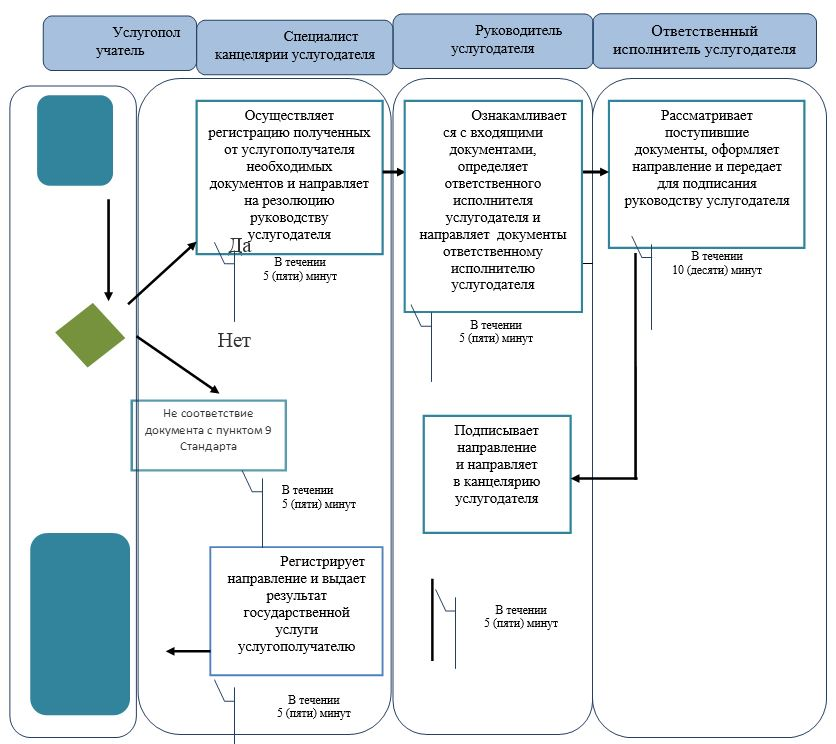 Услугопол
учатель
Специалист
канцелярии услугодателя
Руководитель
услугодателя
Ответственный
исполнитель услугодателя
Осуществляет
регистрацию полученных
от услугополучателя
необходимых
документов и направляет
на резолюцию
руководству
услугодателя
Да
В течении
5 (пяти) минут
Ознакамливает
ся с входящими
документами,
определяет
ответственного
исполнителя
услугодателя и
направляет документы
ответственному
исполнителю
услугодателя
В течении
5 (пяти) минут
Рассматривает
поступившие
документы, оформляет
направление и передает
для подписания
руководству услугодателя
В течении
10 (десяти) минут
Нет
Не соответствие
документа с пунктом 9
Стандарта
В течении
5 (пяти) минут
Подписывает
направление
и направляет
в канцелярию
услугодателя
В течении
5 (пяти) минут
Регистрирует
направление и выдает
результат
государственной
услуги
услугополучателю
В течении
5 (пяти) минут